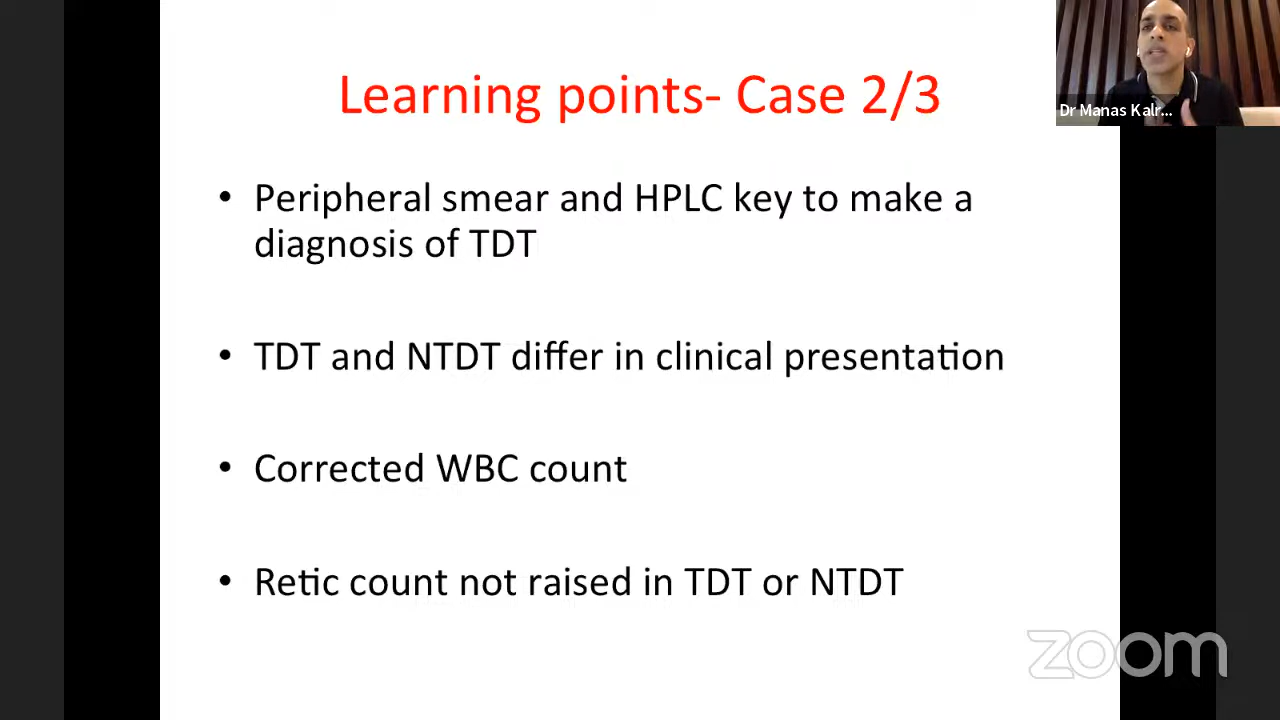 Learning points- Case 2/3
Dr Manas Kalr...
• Peripheral smear and HPLC key to make a
diagnosis of TDT
• TDT and NTDT differ in clinical presentation
• Corrected WBC count
• Retic count not raised in TDT or NTDT
zoom